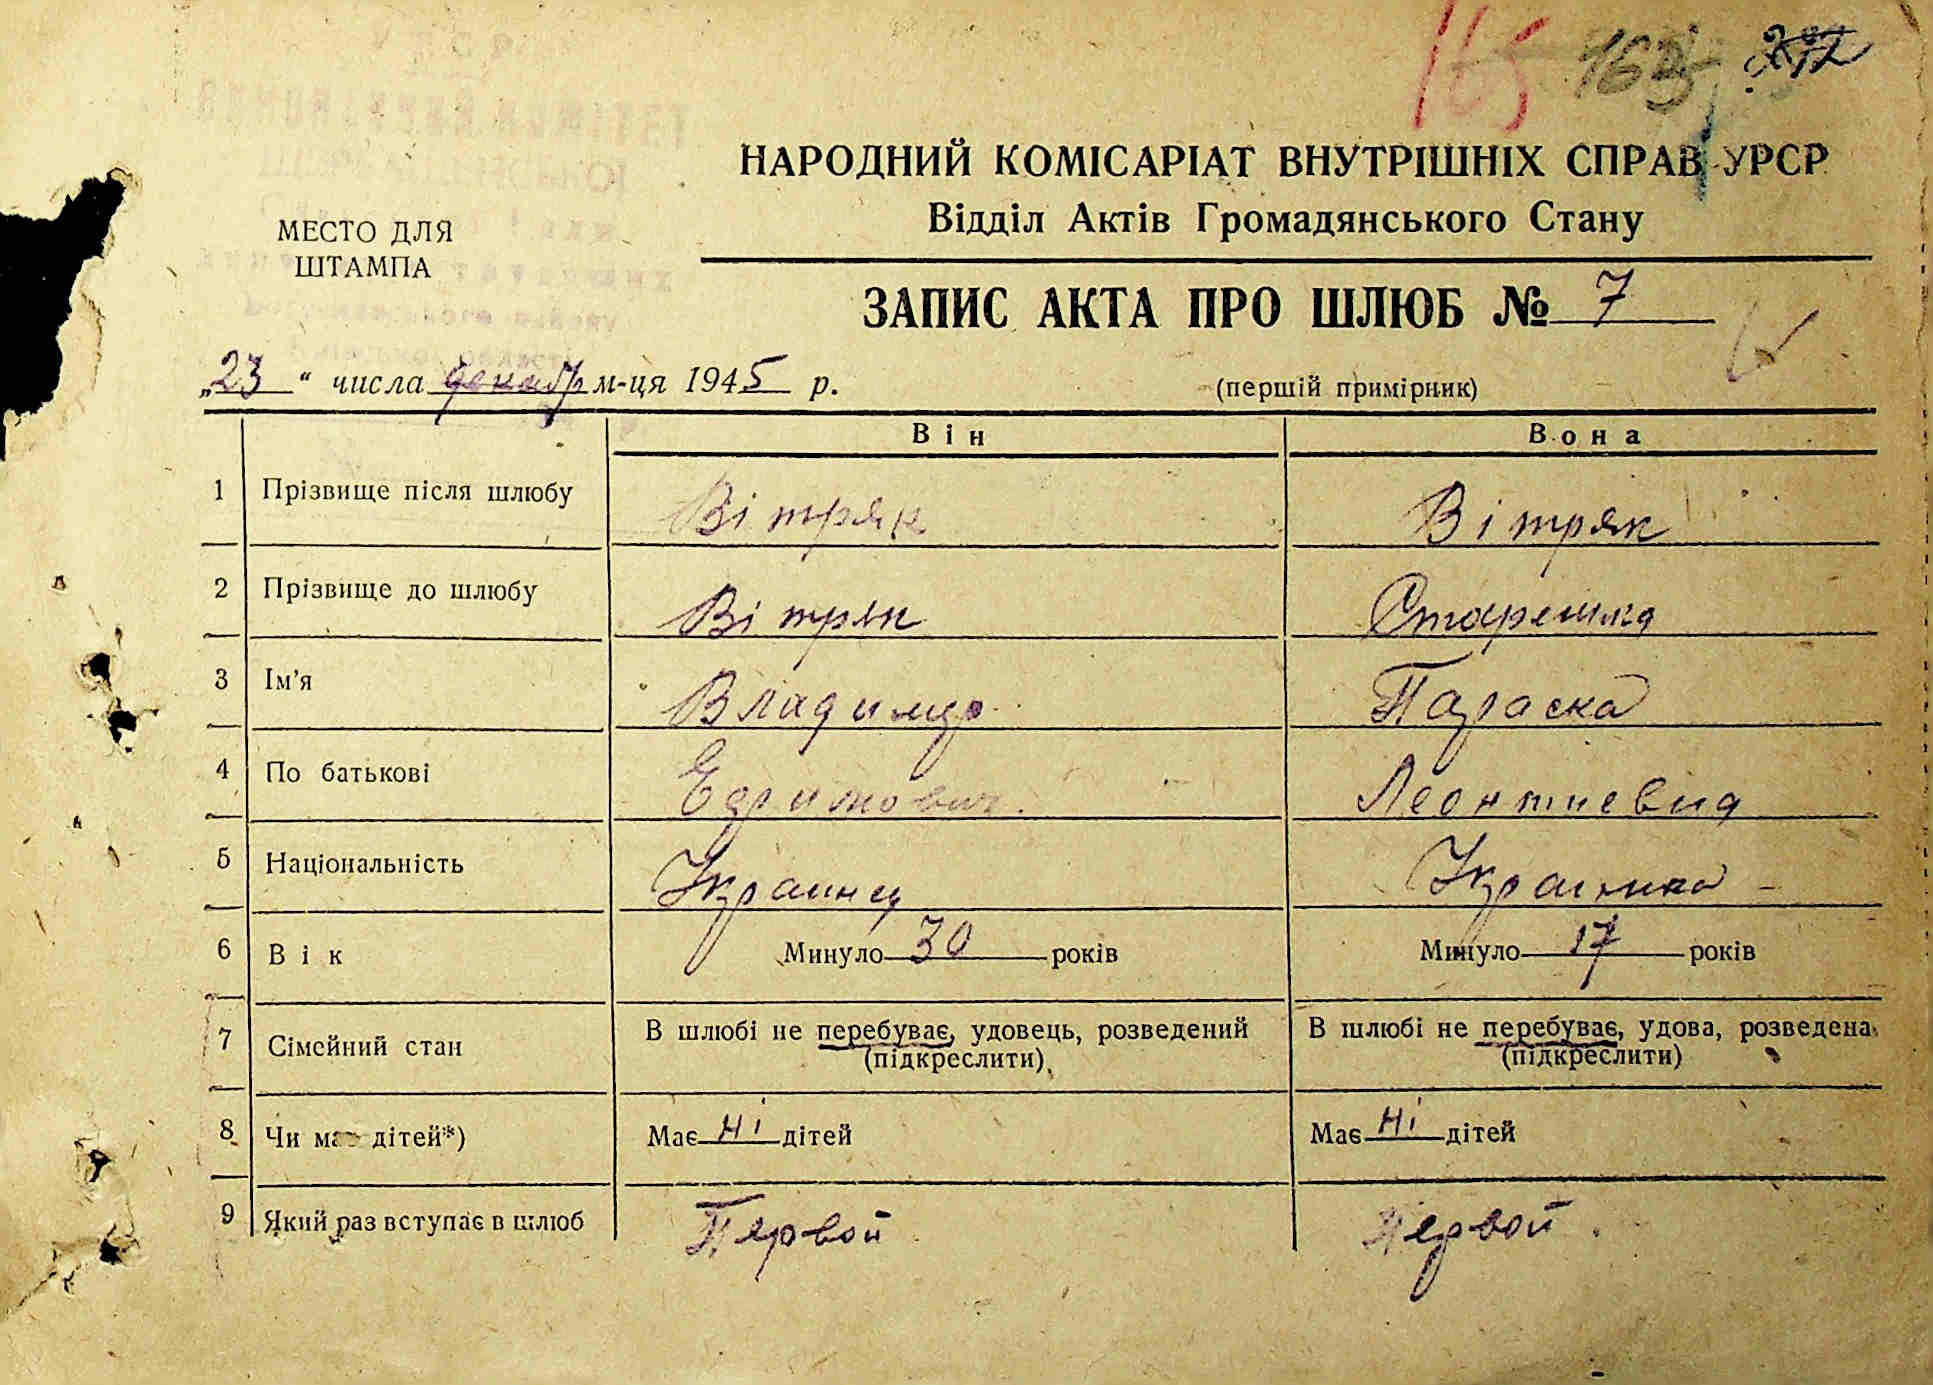 165 163
НАРОДНИЙ КОМІСАРІАТ ВНУТРІШНІХ СПРАВ УРСР
Відділ Актів Громадянського Стану
МЕСТО ДЛЯ
ШТАМПА
ЗАПИС АКТА ПРО ШЛЮБ № 7
„23“ числа декабр м-ця 1945 р.
(перший примірник)
Він Вона
1 Прізвище після шлюбу Вітряк Вітряк
2 Прізвище до шлюбу Вітряк
3 Ім'я Владимир Параска
4 По батькові Леонтиевна
5 Національність Украинец Украинка
6 Вік Минуло 30 років Минуло 17 років
7 Сімейний стан В шлюбі не перебуває, удовець, розведений В шлюбі не перебуває, удова, розведена
(підкреслити) (підкреслити)
8 Чи має дітей*) Має ні дітей Має ні дітей
9 Який раз вступає в шлюб Первой Первой